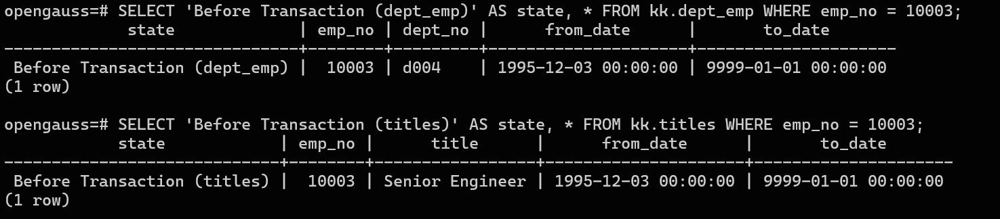 opengauss=# SELECT 'Before Transaction (dept_emp)' AS state, * FROM kk.dept_emp WHERE emp_no = 10003;
             state             | emp_no | dept_no |      from_date      |       to_date
-------------------------------+--------+---------+---------------------+---------------------
 Before Transaction (dept_emp) |  10003 | d004    | 1995-12-03 00:00:00 | 9999-01-01 00:00:00
(1 row)

opengauss=# SELECT 'Before Transaction (titles)' AS state, * FROM kk.titles WHERE emp_no = 10003;
            state            | emp_no |      title      |      from_date      |       to_date
-----------------------------+--------+-----------------+---------------------+---------------------
 Before Transaction (titles) |  10003 | Senior Engineer | 1995-12-03 00:00:00 | 9999-01-01 00:00:00
(1 row)